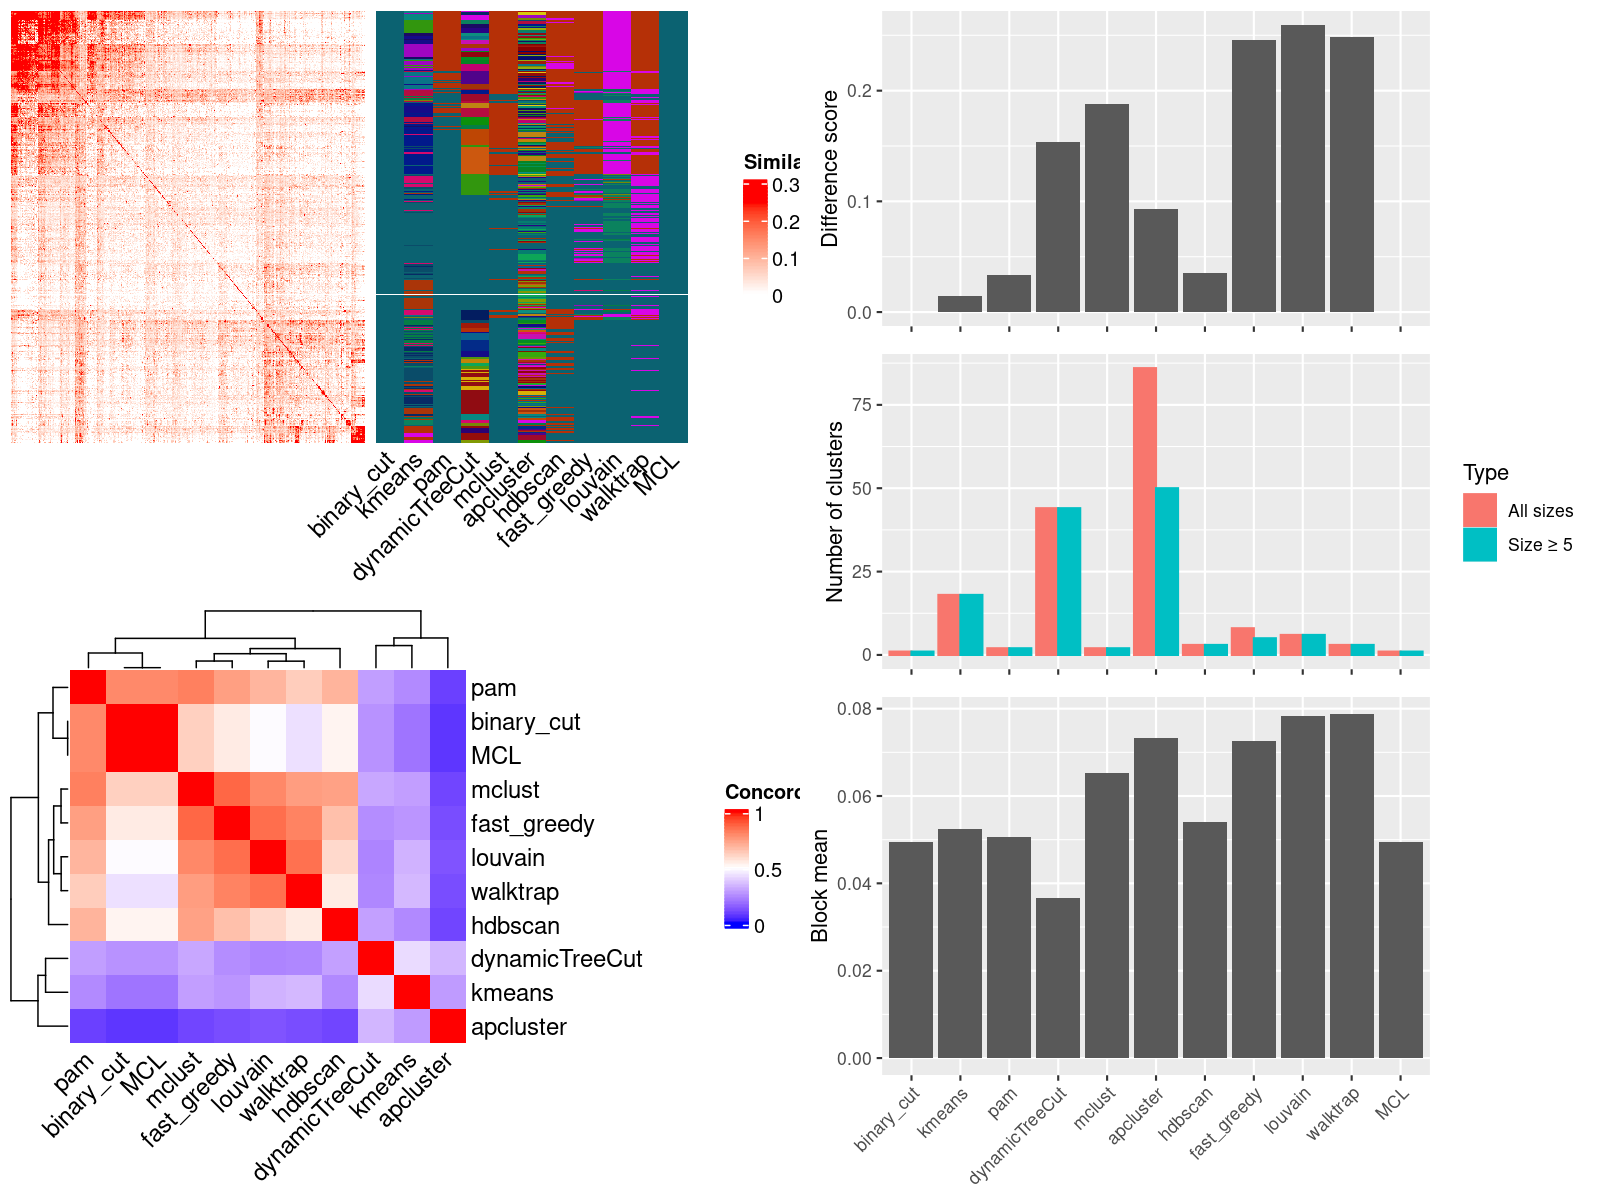 Simila
0.3
0.2
0.1
0
binary_cut
kmeans
pam
dynamicTreeCut
mclust
apcluster
hdbscan
fast_greedy
louvain
walktrap
MCL
pam
binary_cut
MCL
mclust
fast_greedy
louvain
walktrap
hdbscan
dynamicTreeCut
kmeans
apcluster
pam
binary_cut
MCL
mclust
fast_greedy
louvain
walktrap
hdbscan
dynamicTreeCut
kmeans
apcluster
Concord
1
0.5
0
Difference score
0.2
0.1
0.0
Number of clusters
75
50
25
0
Type
All sizes
Size ≥ 5
Block mean
0.08
0.06
0.04
0.02
0.00
binary_cut
kmeans
pam
dynamicTreeCut
mclust
apcluster
hdbscan
fast_greedy
louvain
walktrap
MCL